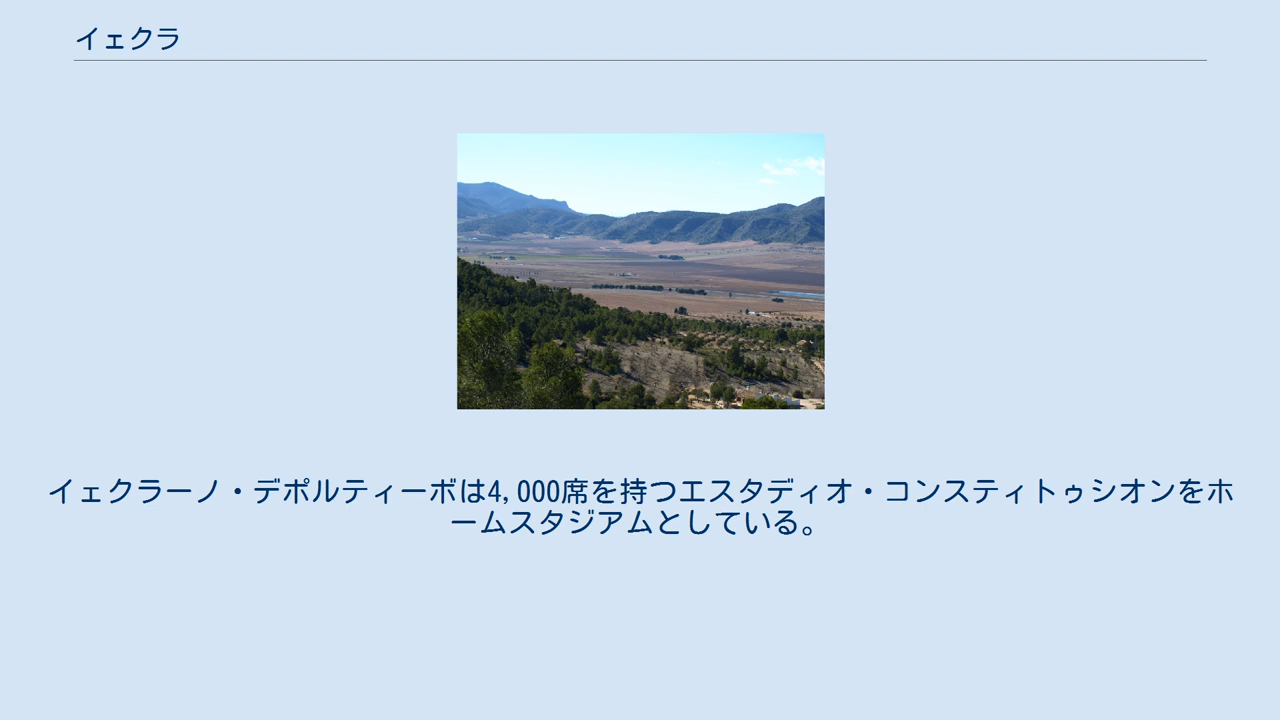 イェクラ
イェクラーノ・デポルティーボは4,000席を持つエスタディオ・コンスティトゥシオンをホ
ームスタジアムとしている。